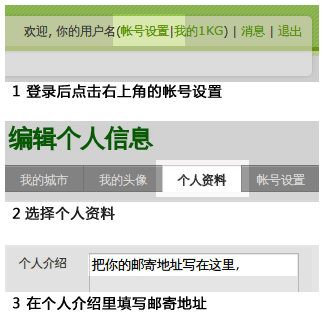 欢迎, 你的用户名(帐号设置|我的1KG) | 消息 | 退出
1 登录后点击右上角的帐号设置
编辑个人信息
我的城市 我的头像 个人资料 帐号设置
2 选择个人资料
个人介绍 把你的邮寄地址写在这里,
3 在个人介绍里填写邮寄地址